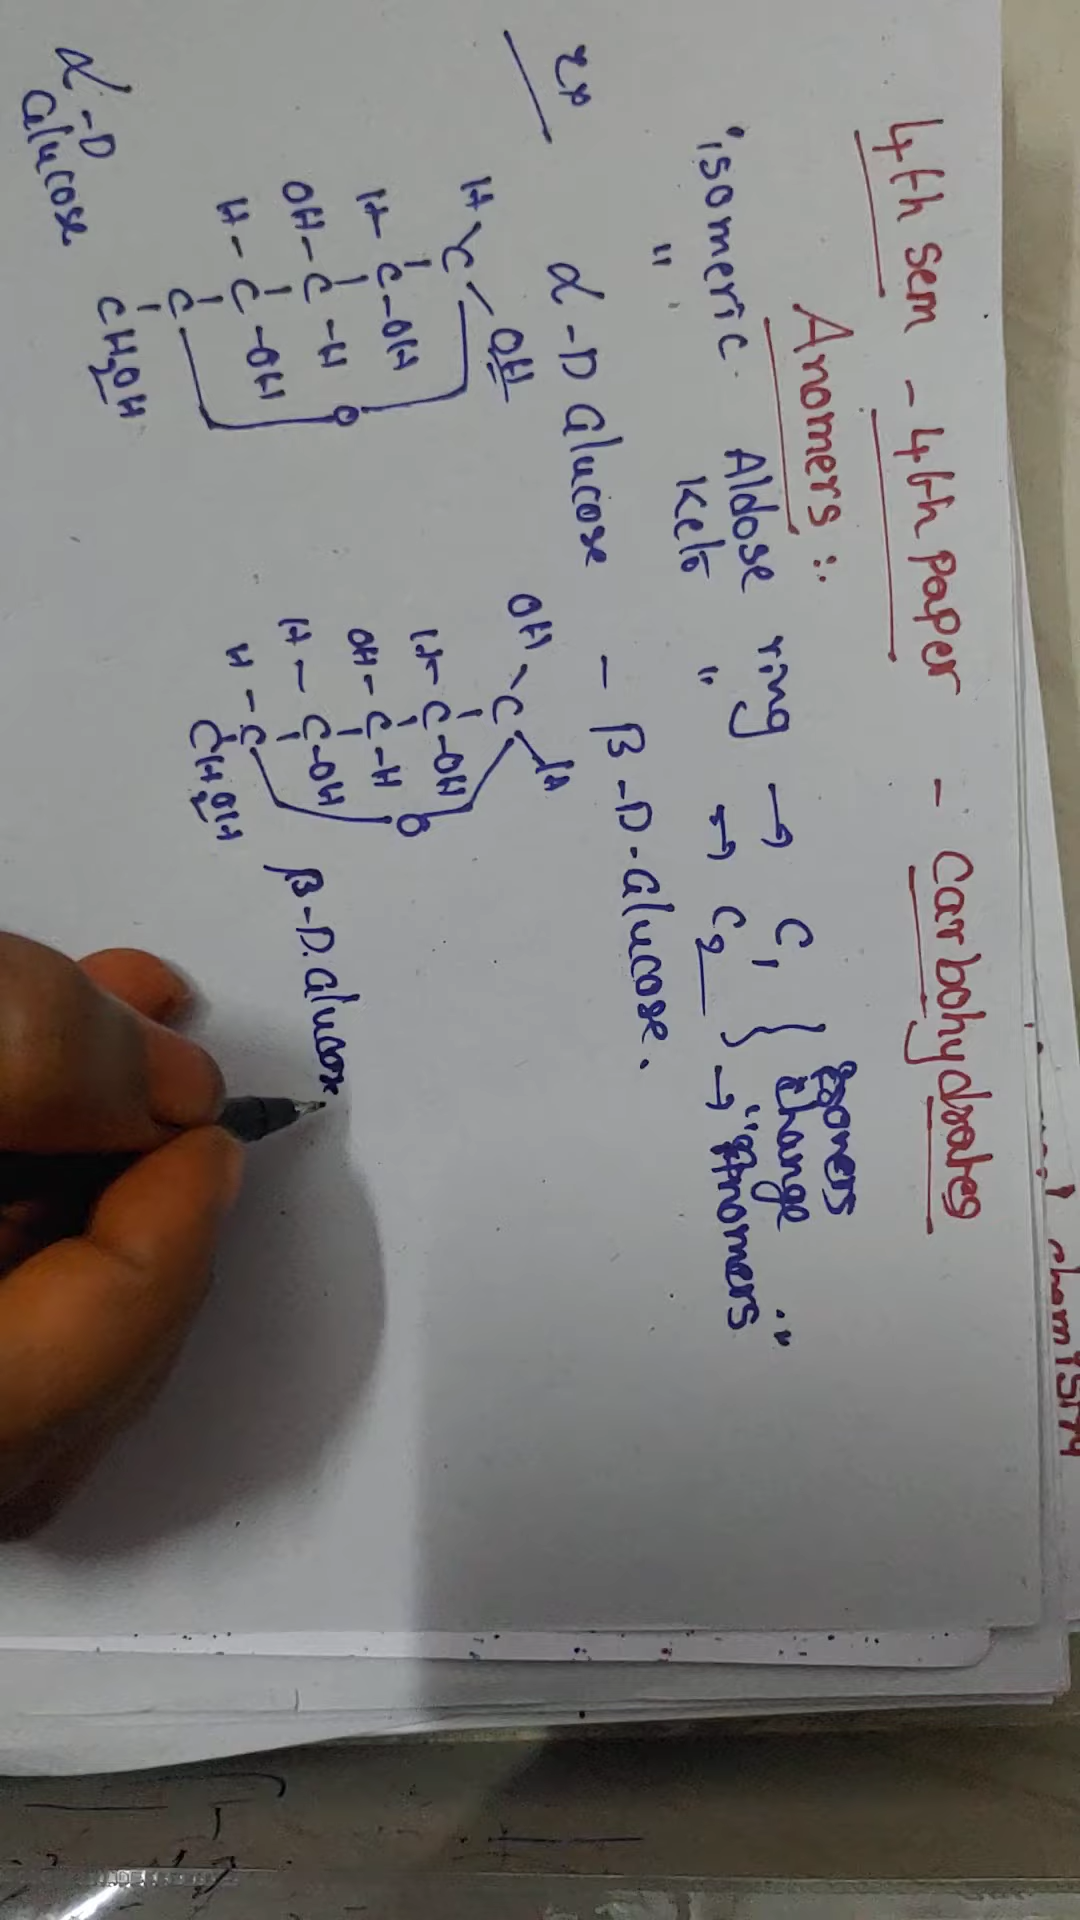 4th sem - 4th paper - Carbohydrates
Anomers :.
isomers
Aldose ring → C1 } change
"isomeric.
Keto " → C2 } → "Anomers"
ex α-D Glucose - β-D-Glucose.
H-C-OH OH-C-H
H-C-OH H-C-OH
OH-C-H O OH-C-H O
H-C-OH H-C-OH
C H-C
CH2OH CH2OH
β-D.Glucose
α-D
Glucose